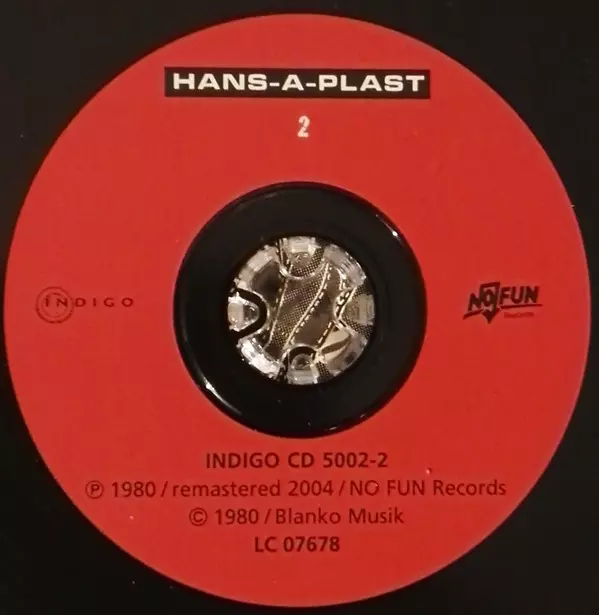 HANS-A-PLAST
2
INDIGO
NO FUN
Records
INDIGO CD 5002-2
℗ 1980 / remastered 2004 / NO FUN Records
© 1980 / Blanko Musik
LC 07678